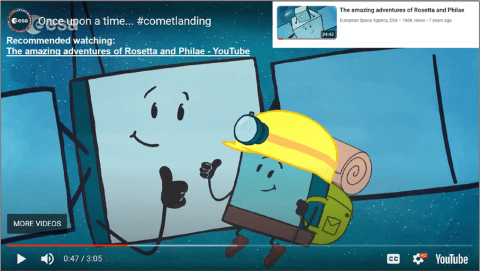 esa
esa
Once upon a time... #cometlanding
The amazing adventures of Rosetta and Philae
European Space Agency, ESA • 190K views • 7 years ago
24:42
Recommended watching:
The amazing adventures of Rosetta and Philae - YouTube
MORE VIDEOS
0:47 / 3:05
CC
YouTube